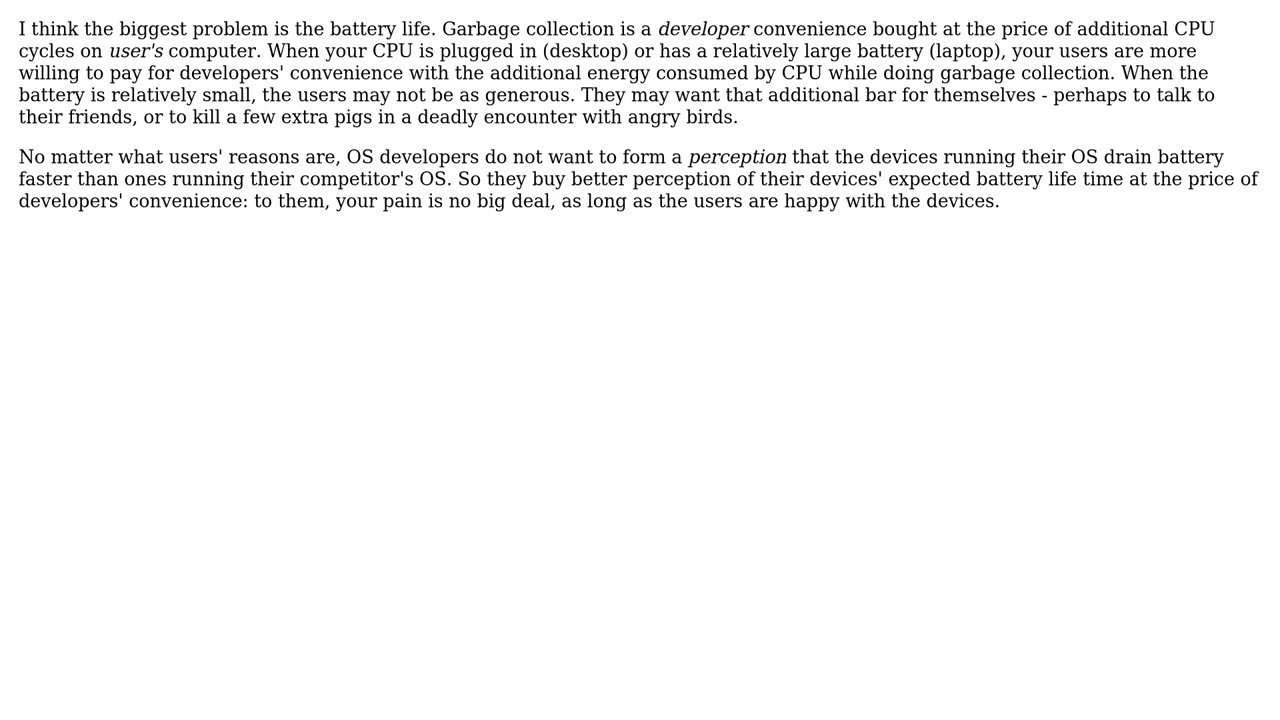 I think the biggest problem is the battery life. Garbage collection is a developer convenience bought at the price of additional CPU
cycles on user's computer. When your CPU is plugged in (desktop) or has a relatively large battery (laptop), your users are more
willing to pay for developers' convenience with the additional energy consumed by CPU while doing garbage collection. When the
battery is relatively small, the users may not be as generous. They may want that additional bar for themselves - perhaps to talk to
their friends, or to kill a few extra pigs in a deadly encounter with angry birds.
No matter what users' reasons are, OS developers do not want to form a perception that the devices running their OS drain battery
faster than ones running their competitor's OS. So they buy better perception of their devices' expected battery life time at the price of
developers' convenience: to them, your pain is no big deal, as long as the users are happy with the devices.